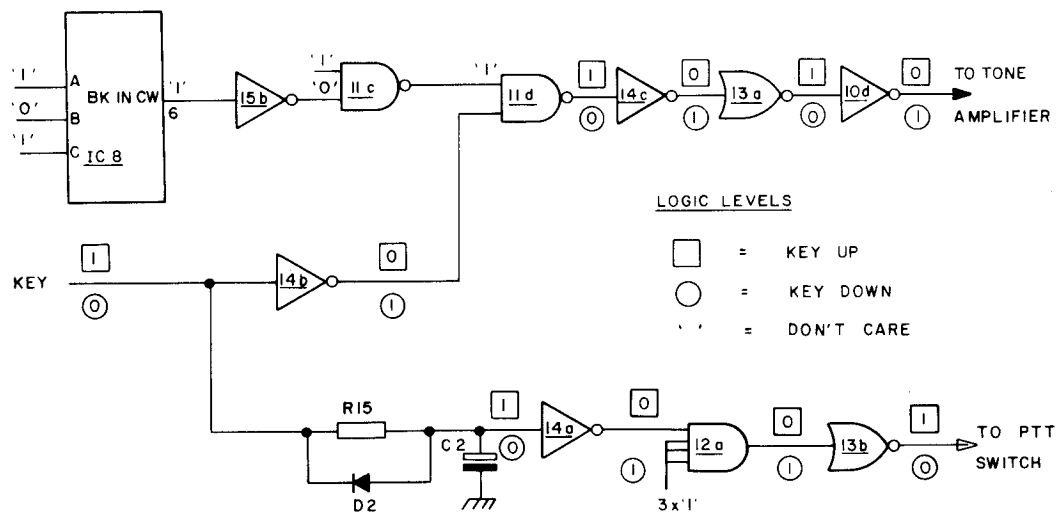 '1' A BK IN CW '1' 6 15b '1' '0' 11c '1' 11d 1 0 14c 0 1 13a 1 0 10d 0 1 TO TONE AMPLIFIER
'0' B
'1' C IC 8
LOGIC LEVELS
□ = KEY UP
○ = KEY DOWN
' ' = DON'T CARE
KEY 1 0 14b 0 1
R15
D2
C2 1 0 14a 0 1 12a 0 1 13b 1 0 TO PTT SWITCH
3x'1'